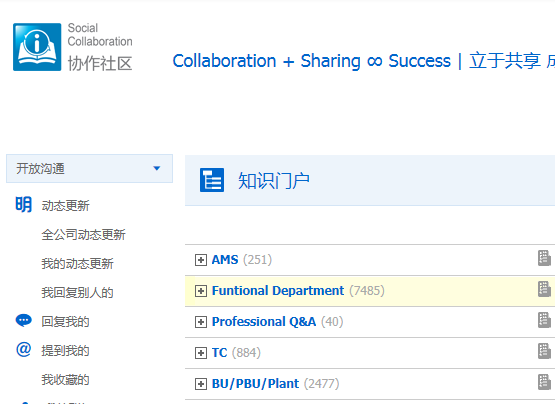 Social
Collaboration
协作社区
Collaboration + Sharing ∞ Success | 立于共享 成
开放沟通
明 动态更新
全公司动态更新
我的动态更新
我回复别人的
回复我的
@ 提到我的
我收藏的
知识门户
AMS (251)
Funtional Department (7485)
Professional Q&A (40)
TC (884)
BU/PBU/Plant (2477)